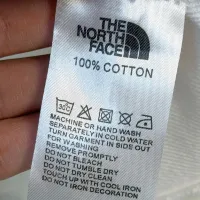 THE
NORTH
FACE
100% COTTON
30
MACHINE OR HAND WASH
SEPARATELY IN COLD WATER
TURN GARMENT IN SIDE OUT
FOR WASHING
REMOVE PROMPTLY
DO NOT BLEACH
TUMBLE DRY LOW
DO NOT DRY CLEAN
TOUCH UP WITH COOL IRON
DO NOT IRON DECORATION